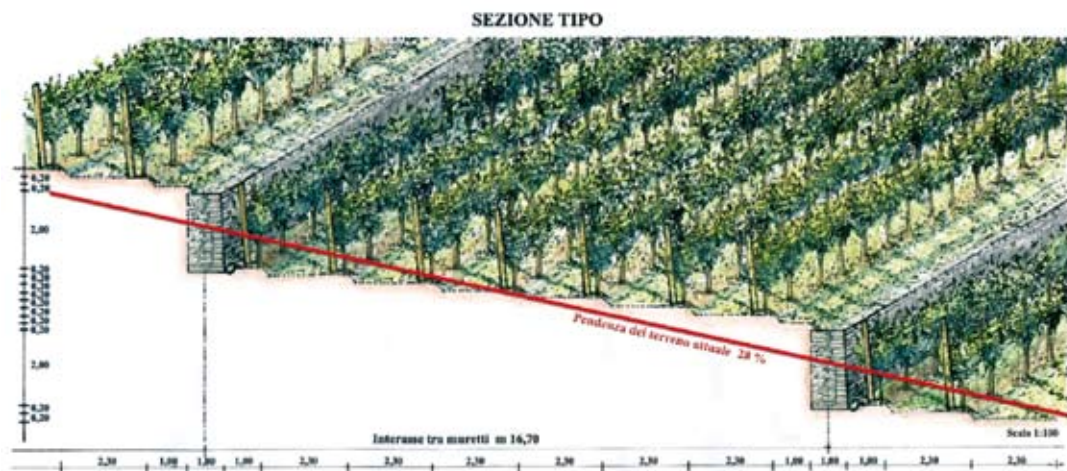 SEZIONE TIPO
2,00
2,00
Pendenza del terreno attuale 28 %
Interasse tra muretti m 16,70
Scala 1:100
2,30 1,00 1,00 1,00 2,30 2,30 2,30 2,30 2,30 2,30 1,00 1,00 1,00 2,30 2,30